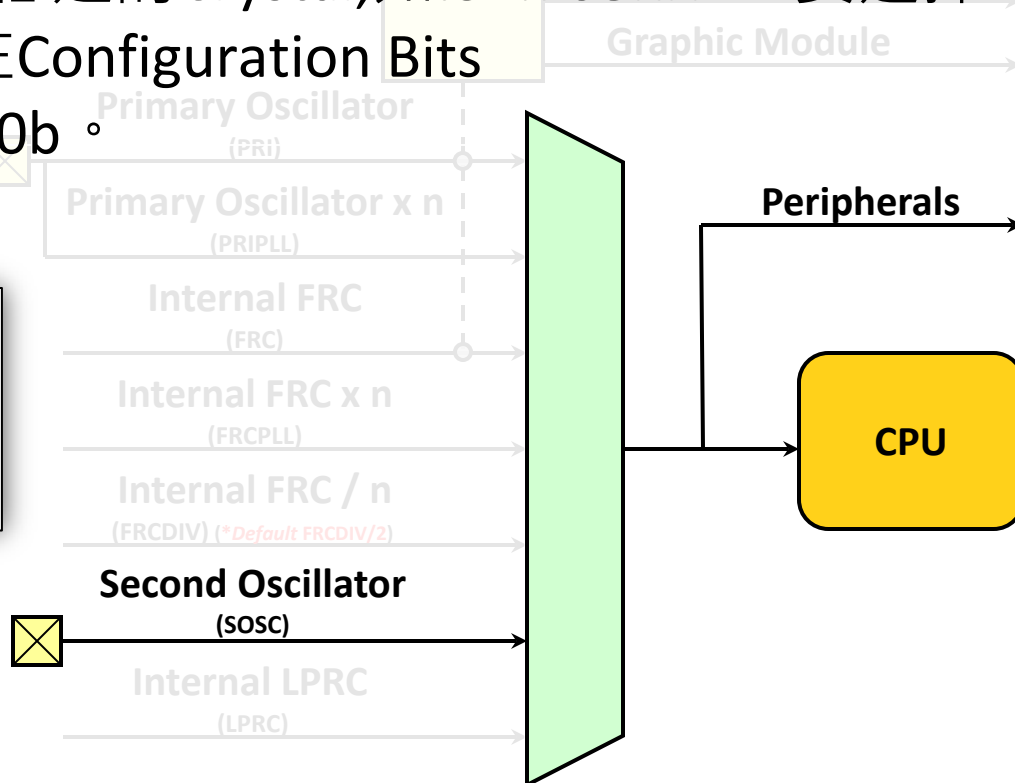 Crystal,
Graphic Module
Configuration Bits
0b。
Primary Oscillator
(PRI)
Primary Oscillator x n
(PRIPLL)
Peripherals
Internal FRC
(FRC)
Internal FRC x n
(FRCPLL)
CPU
Internal FRC / n
(FRCDIV) (*Default FRCDIV/2)
Second Oscillator
(SOSC)
Internal LPRC
(LPRC)